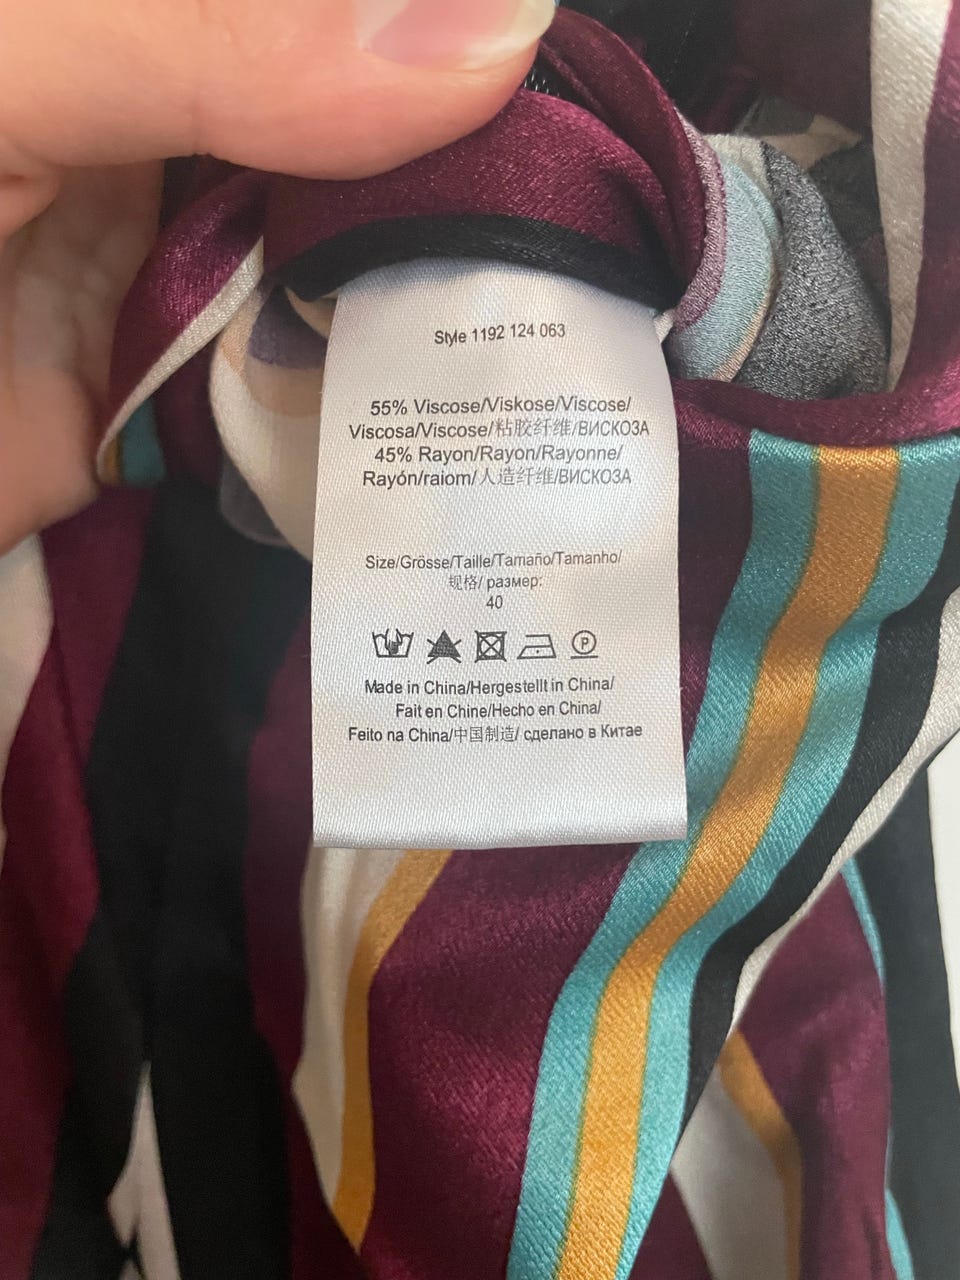 Style 1192 124 063
55% Viscose/Viskose/Viscose/
Viscosa/Viscose/粘胶纤维/ВИСКОЗА
45% Rayon/Rayon/Rayonne/
Rayón/raiom/人造纤维/ВИСКОЗА
Size/Grösse/Taille/Tamaño/Tamanho/
规格/ размер:
40
P
Made in China/Hergestellt in China/
Fait en Chine/Hecho en China/
Feito na China/中国制造/ сделано в Китае